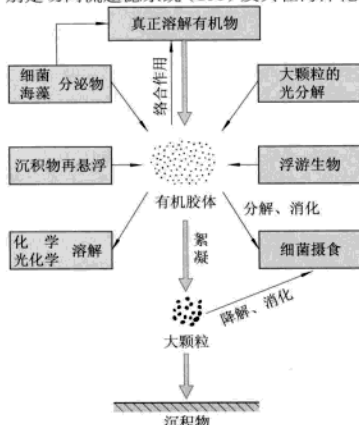 真正溶解有机物
细菌
海藻
分泌物
络合作用
大颗粒的
光分解
沉积物再悬浮
浮游生物
有机胶体
分解、消化
化 学
光化学
溶解
絮
凝
细菌摄食
降解、消化
大颗粒
沉积物